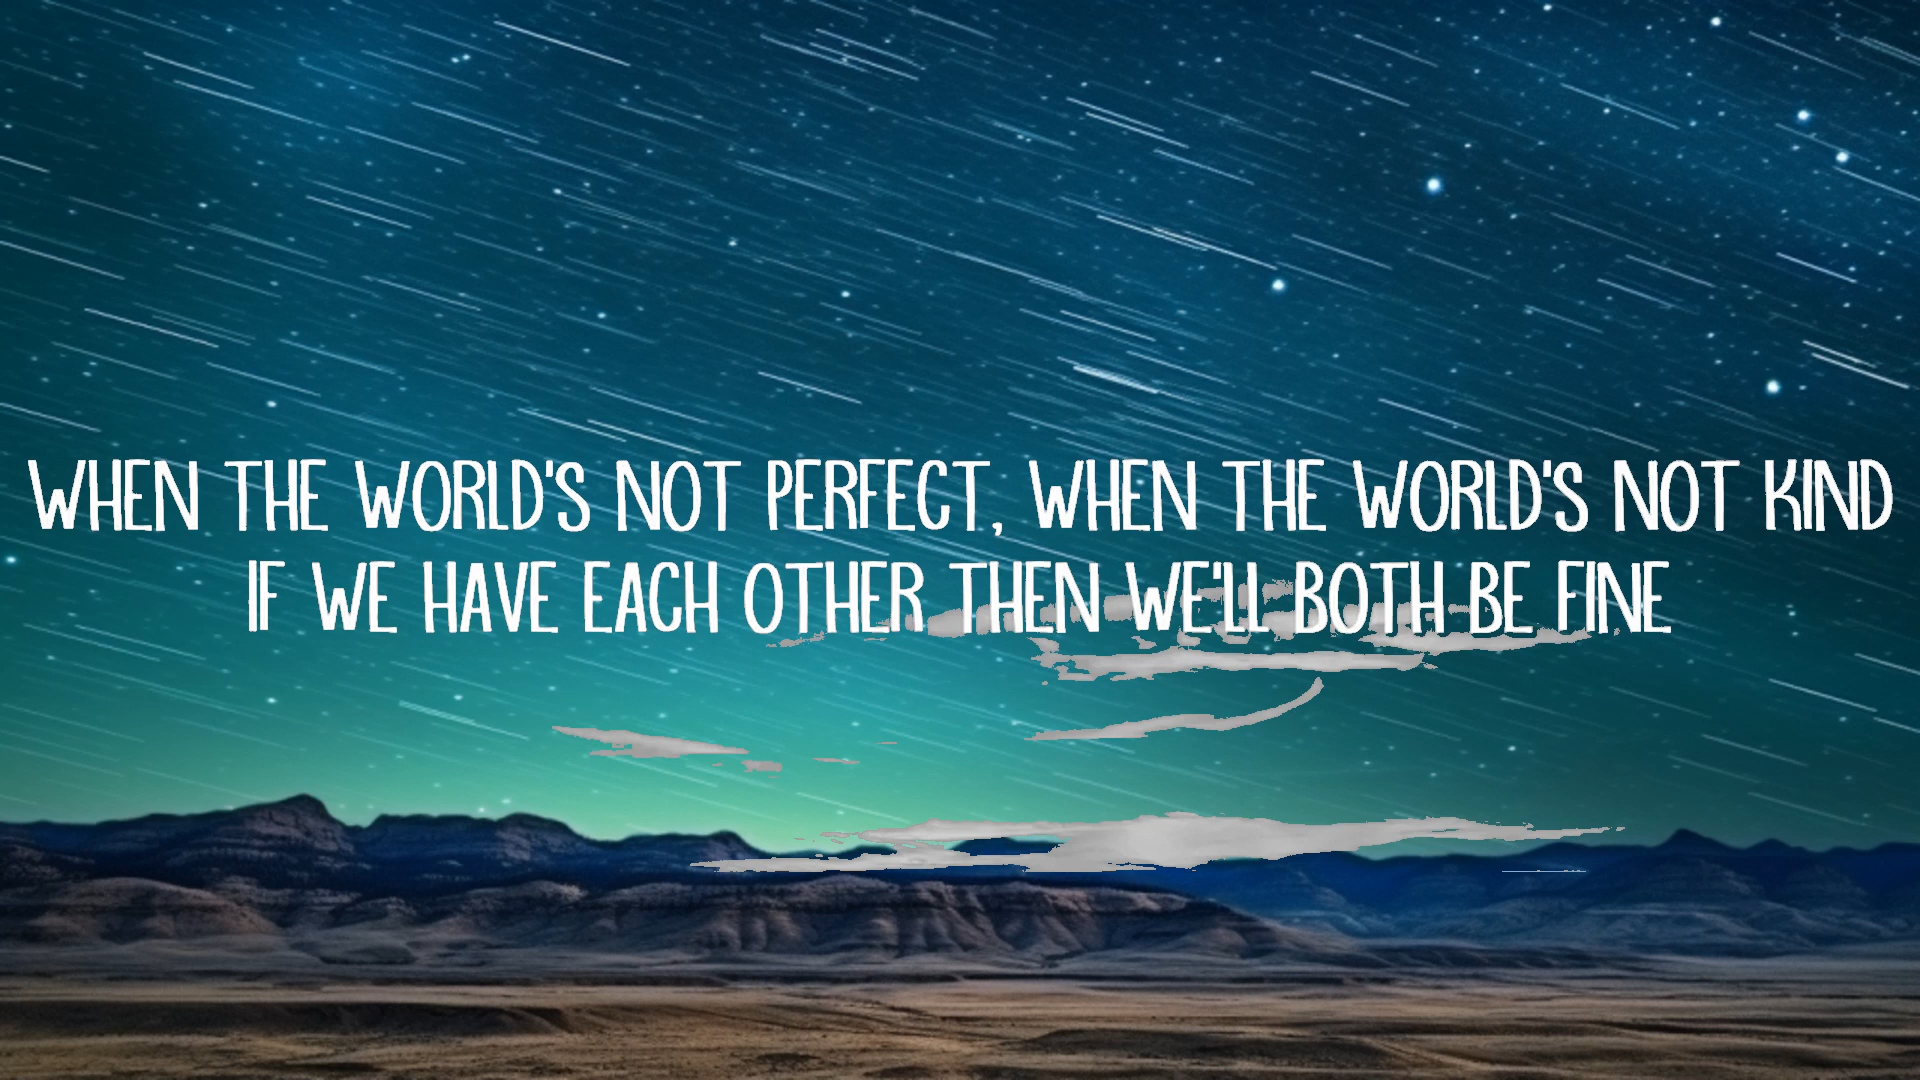 WHEN THE WORLD'S NOT PERFECT, WHEN THE WORLD'S NOT KIND
IF WE HAVE EACH OTHER THEN WE'LL BOTH BE FINE